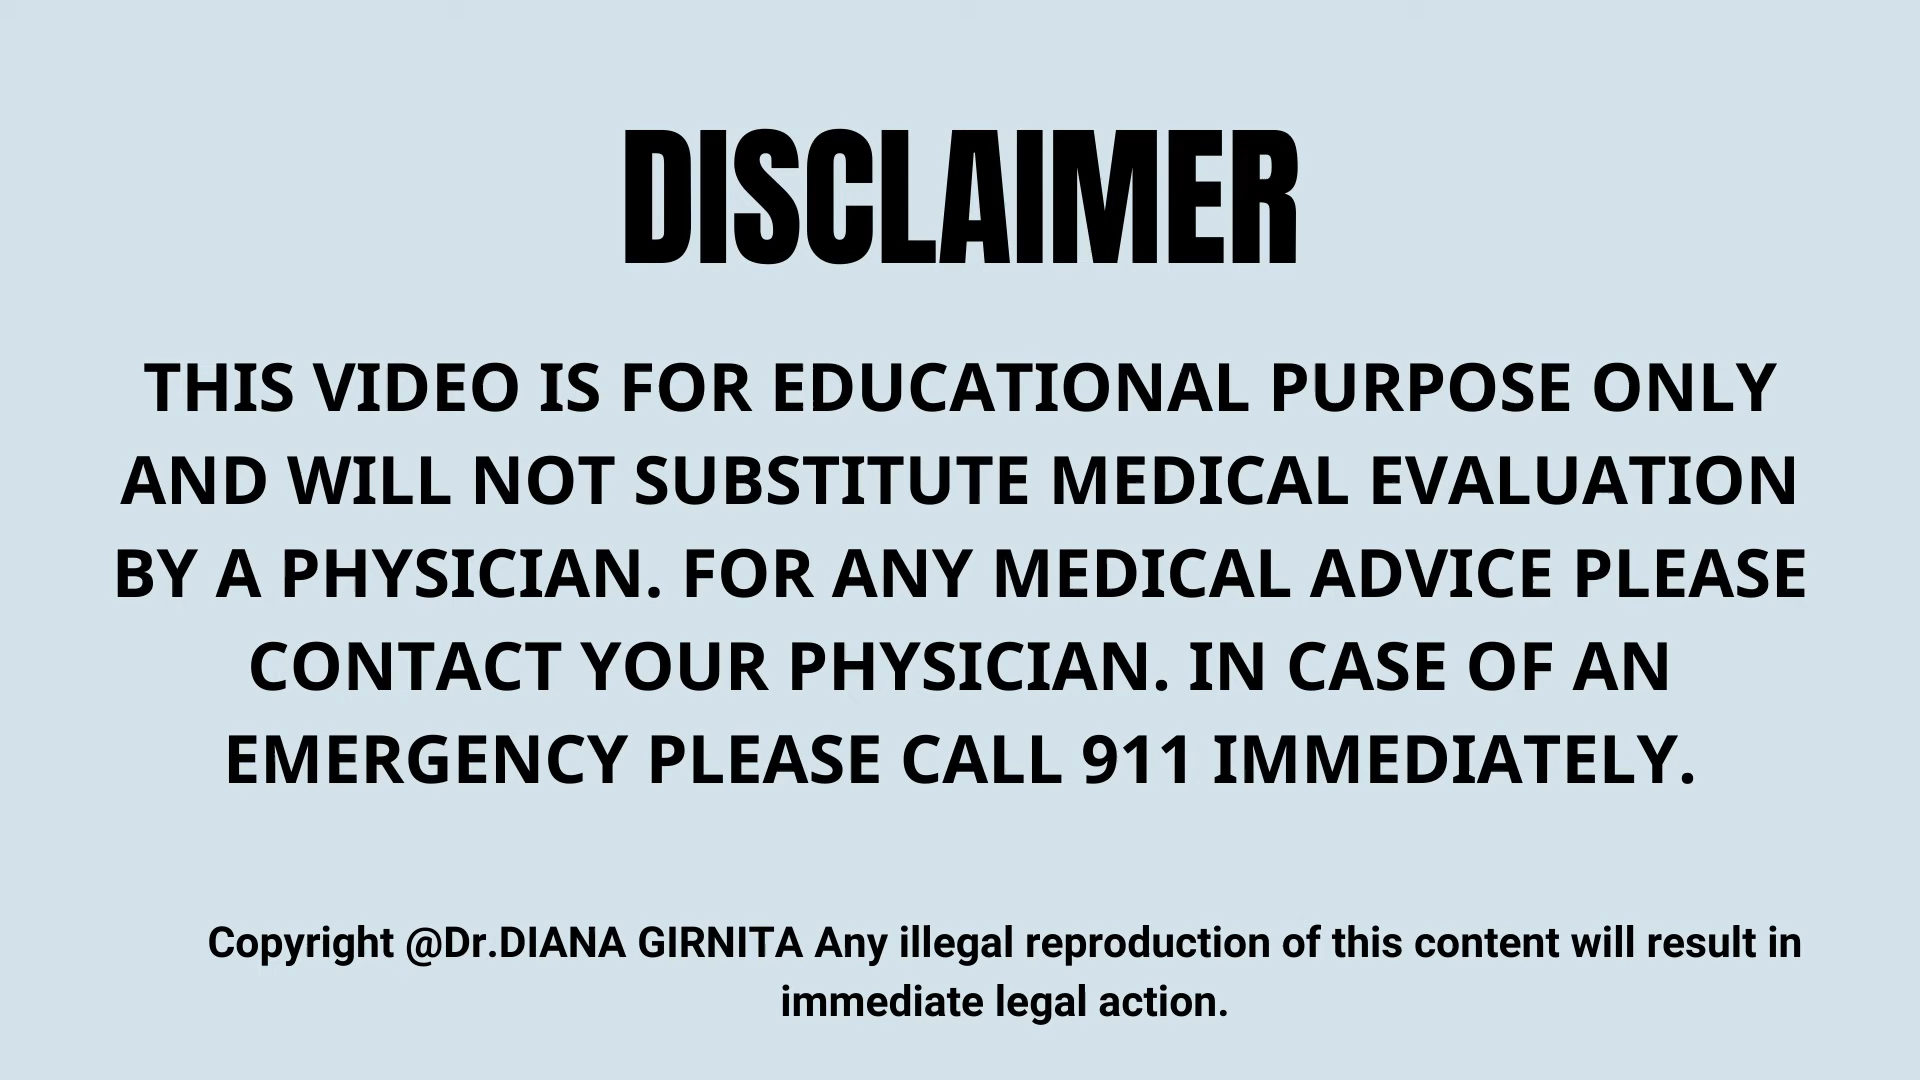 DISCLAIMER
THIS VIDEO IS FOR EDUCATIONAL PURPOSE ONLY
AND WILL NOT SUBSTITUTE MEDICAL EVALUATION
BY A PHYSICIAN. FOR ANY MEDICAL ADVICE PLEASE
CONTACT YOUR PHYSICIAN. IN CASE OF AN
EMERGENCY PLEASE CALL 911 IMMEDIATELY.
Copyright @Dr.DIANA GIRNITA Any illegal reproduction of this content will result in
immediate legal action.